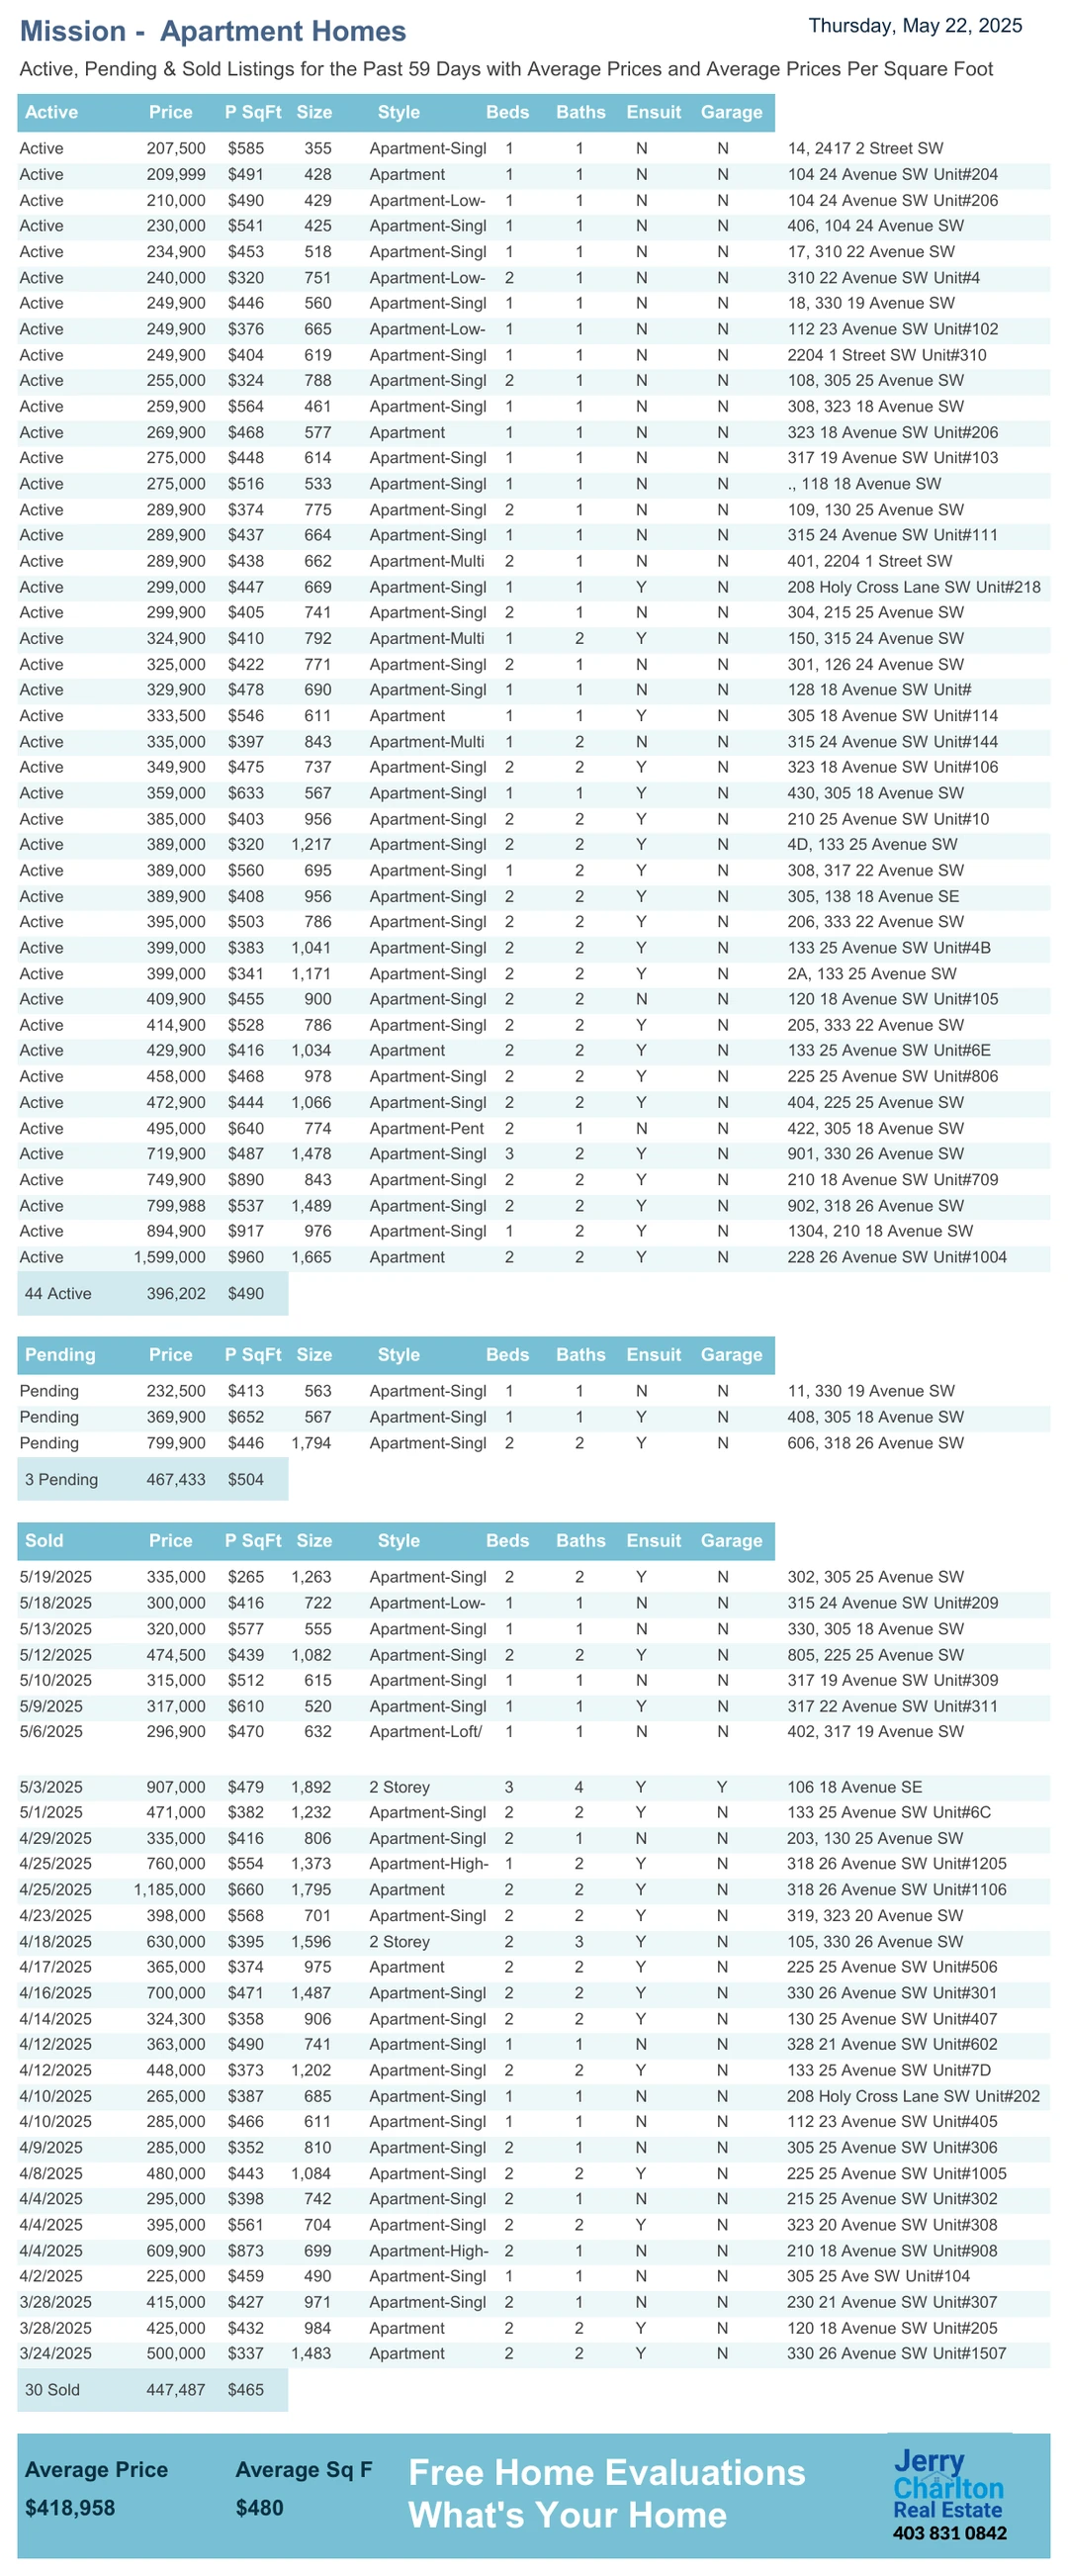 Mission -  Apartment Homes
Thursday, May 22, 2025
Active, Pending & Sold Listings for the Past 59 Days with Average Prices and Average Prices Per Square Foot
Active Price P SqFt Size Style Beds Baths Ensuit Garage
Active 207,500 $585 355 Apartment-Singl 1 1 N N 14, 2417 2 Street SW
Active 209,999 $491 428 Apartment 1 1 N N 104 24 Avenue SW Unit#204
Active 210,000 $490 429 Apartment-Low- 1 1 N N 104 24 Avenue SW Unit#206
Active 230,000 $541 425 Apartment-Singl 1 1 N N 406, 104 24 Avenue SW
Active 234,900 $453 518 Apartment-Singl 1 1 N N 17, 310 22 Avenue SW
Active 240,000 $320 751 Apartment-Low- 2 1 N N 310 22 Avenue SW Unit#4
Active 249,900 $446 560 Apartment-Singl 1 1 N N 18, 330 19 Avenue SW
Active 249,900 $376 665 Apartment-Low- 1 1 N N 112 23 Avenue SW Unit#102
Active 249,900 $404 619 Apartment-Singl 1 1 N N 2204 1 Street SW Unit#310
Active 255,000 $324 788 Apartment-Singl 2 1 N N 108, 305 25 Avenue SW
Active 259,900 $564 461 Apartment-Singl 1 1 N N 308, 323 18 Avenue SW
Active 269,900 $468 577 Apartment 1 1 N N 323 18 Avenue SW Unit#206
Active 275,000 $448 614 Apartment-Singl 1 1 N N 317 19 Avenue SW Unit#103
Active 275,000 $516 533 Apartment-Singl 1 1 N N ., 118 18 Avenue SW
Active 289,900 $374 775 Apartment-Singl 2 1 N N 109, 130 25 Avenue SW
Active 289,900 $437 664 Apartment-Singl 1 1 N N 315 24 Avenue SW Unit#111
Active 289,900 $438 662 Apartment-Multi 2 1 N N 401, 2204 1 Street SW
Active 299,000 $447 669 Apartment-Singl 1 1 Y N 208 Holy Cross Lane SW Unit#218
Active 299,900 $405 741 Apartment-Singl 2 1 N N 304, 215 25 Avenue SW
Active 324,900 $410 792 Apartment-Multi 1 2 Y N 150, 315 24 Avenue SW
Active 325,000 $422 771 Apartment-Singl 2 1 N N 301, 126 24 Avenue SW
Active 329,900 $478 690 Apartment-Singl 1 1 N N 128 18 Avenue SW Unit#
Active 333,500 $546 611 Apartment 1 1 Y N 305 18 Avenue SW Unit#114
Active 335,000 $397 843 Apartment-Multi 1 2 N N 315 24 Avenue SW Unit#144
Active 349,900 $475 737 Apartment-Singl 2 2 Y N 323 18 Avenue SW Unit#106
Active 359,000 $633 567 Apartment-Singl 1 1 Y N 430, 305 18 Avenue SW
Active 385,000 $403 956 Apartment-Singl 2 2 Y N 210 25 Avenue SW Unit#10
Active 389,000 $320 1,217 Apartment-Singl 2 2 Y N 4D, 133 25 Avenue SW
Active 389,000 $560 695 Apartment-Singl 1 2 Y N 308, 317 22 Avenue SW
Active 389,900 $408 956 Apartment-Singl 2 2 Y N 305, 138 18 Avenue SE
Active 395,000 $503 786 Apartment-Singl 2 2 Y N 206, 333 22 Avenue SW
Active 399,000 $383 1,041 Apartment-Singl 2 2 Y N 133 25 Avenue SW Unit#4B
Active 399,000 $341 1,171 Apartment-Singl 2 2 Y N 2A, 133 25 Avenue SW
Active 409,900 $455 900 Apartment-Singl 2 2 N N 120 18 Avenue SW Unit#105
Active 414,900 $528 786 Apartment-Singl 2 2 Y N 205, 333 22 Avenue SW
Active 429,900 $416 1,034 Apartment 2 2 Y N 133 25 Avenue SW Unit#6E
Active 458,000 $468 978 Apartment-Singl 2 2 Y N 225 25 Avenue SW Unit#806
Active 472,900 $444 1,066 Apartment-Singl 2 2 Y N 404, 225 25 Avenue SW
Active 495,000 $640 774 Apartment-Pent 2 1 N N 422, 305 18 Avenue SW
Active 719,900 $487 1,478 Apartment-Singl 3 2 Y N 901, 330 26 Avenue SW
Active 749,900 $890 843 Apartment-Singl 2 2 Y N 210 18 Avenue SW Unit#709
Active 799,988 $537 1,489 Apartment-Singl 2 2 Y N 902, 318 26 Avenue SW
Active 894,900 $917 976 Apartment-Singl 1 2 Y N 1304, 210 18 Avenue SW
Active 1,599,000 $960 1,665 Apartment 2 2 Y N 228 26 Avenue SW Unit#1004
44 Active 396,202 $490
Pending Price P SqFt Size Style Beds Baths Ensuit Garage
Pending 232,500 $413 563 Apartment-Singl 1 1 N N 11, 330 19 Avenue SW
Pending 369,900 $652 567 Apartment-Singl 1 1 Y N 408, 305 18 Avenue SW
Pending 799,900 $446 1,794 Apartment-Singl 2 2 Y N 606, 318 26 Avenue SW
3 Pending 467,433 $504
Sold Price P SqFt Size Style Beds Baths Ensuit Garage
5/19/2025 335,000 $265 1,263 Apartment-Singl 2 2 Y N 302, 305 25 Avenue SW
5/18/2025 300,000 $416 722 Apartment-Low- 1 1 N N 315 24 Avenue SW Unit#209
5/13/2025 320,000 $577 555 Apartment-Singl 1 1 N N 330, 305 18 Avenue SW
5/12/2025 474,500 $439 1,082 Apartment-Singl 2 2 Y N 805, 225 25 Avenue SW
5/10/2025 315,000 $512 615 Apartment-Singl 1 1 N N 317 19 Avenue SW Unit#309
5/9/2025 317,000 $610 520 Apartment-Singl 1 1 Y N 317 22 Avenue SW Unit#311
5/6/2025 296,900 $470 632 Apartment-Loft/ 1 1 N N 402, 317 19 Avenue SW
5/3/2025 907,000 $479 1,892 2 Storey 3 4 Y Y 106 18 Avenue SE
5/1/2025 471,000 $382 1,232 Apartment-Singl 2 2 Y N 133 25 Avenue SW Unit#6C
4/29/2025 335,000 $416 806 Apartment-Singl 2 1 N N 203, 130 25 Avenue SW
4/25/2025 760,000 $554 1,373 Apartment-High- 1 2 Y N 318 26 Avenue SW Unit#1205
4/25/2025 1,185,000 $660 1,795 Apartment 2 2 Y N 318 26 Avenue SW Unit#1106
4/23/2025 398,000 $568 701 Apartment-Singl 2 2 Y N 319, 323 20 Avenue SW
4/18/2025 630,000 $395 1,596 2 Storey 2 3 Y N 105, 330 26 Avenue SW
4/17/2025 365,000 $374 975 Apartment 2 2 Y N 225 25 Avenue SW Unit#506
4/16/2025 700,000 $471 1,487 Apartment-Singl 2 2 Y N 330 26 Avenue SW Unit#301
4/14/2025 324,300 $358 906 Apartment-Singl 2 2 Y N 130 25 Avenue SW Unit#407
4/12/2025 363,000 $490 741 Apartment-Singl 1 1 N N 328 21 Avenue SW Unit#602
4/12/2025 448,000 $373 1,202 Apartment-Singl 2 2 Y N 133 25 Avenue SW Unit#7D
4/10/2025 265,000 $387 685 Apartment-Singl 1 1 N N 208 Holy Cross Lane SW Unit#202
4/10/2025 285,000 $466 611 Apartment-Singl 1 1 N N 112 23 Avenue SW Unit#405
4/9/2025 285,000 $352 810 Apartment-Singl 2 1 N N 305 25 Avenue SW Unit#306
4/8/2025 480,000 $443 1,084 Apartment-Singl 2 2 Y N 225 25 Avenue SW Unit#1005
4/4/2025 295,000 $398 742 Apartment-Singl 2 1 N N 215 25 Avenue SW Unit#302
4/4/2025 395,000 $561 704 Apartment-Singl 2 2 Y N 323 20 Avenue SW Unit#308
4/4/2025 609,900 $873 699 Apartment-High- 2 1 N N 210 18 Avenue SW Unit#908
4/2/2025 225,000 $459 490 Apartment-Singl 1 1 N N 305 25 Ave SW Unit#104
3/28/2025 415,000 $427 971 Apartment-Singl 2 1 N N 230 21 Avenue SW Unit#307
3/28/2025 425,000 $432 984 Apartment 2 2 Y N 120 18 Avenue SW Unit#205
3/24/2025 500,000 $337 1,483 Apartment 2 2 Y N 330 26 Avenue SW Unit#1507
30 Sold 447,487 $465
Average Price Average Sq F
$418,958 $480
Free Home Evaluations
What's Your Home
Jerry
Charlton
Real Estate
403 831 0842